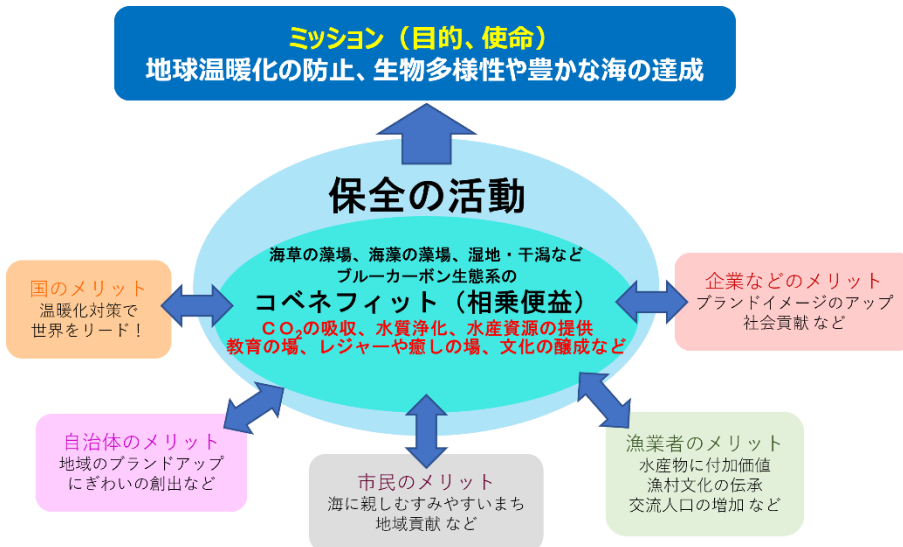 ミッション（目的、使命）
地球温暖化の防止、生物多様性や豊かな海の達成
保全の活動
海草の藻場、海藻の藻場、湿地・干潟など
ブルーカーボン生態系の
コベネフィット（相乗便益）
CO₂の吸収、水質浄化、水産資源の提供
教育の場、レジャーや癒しの場、文化の醸成など
国のメリット
温暖化対策で
世界をリード！
企業などのメリット
ブランドイメージのアップ
社会貢献 など
自治体のメリット
地域のブランドアップ
にぎわいの創出など
市民のメリット
海に親しむすみやすいまち
地域貢献 など
漁業者のメリット
水産物に付加価値
漁村文化の伝承
交流人口の増加 など